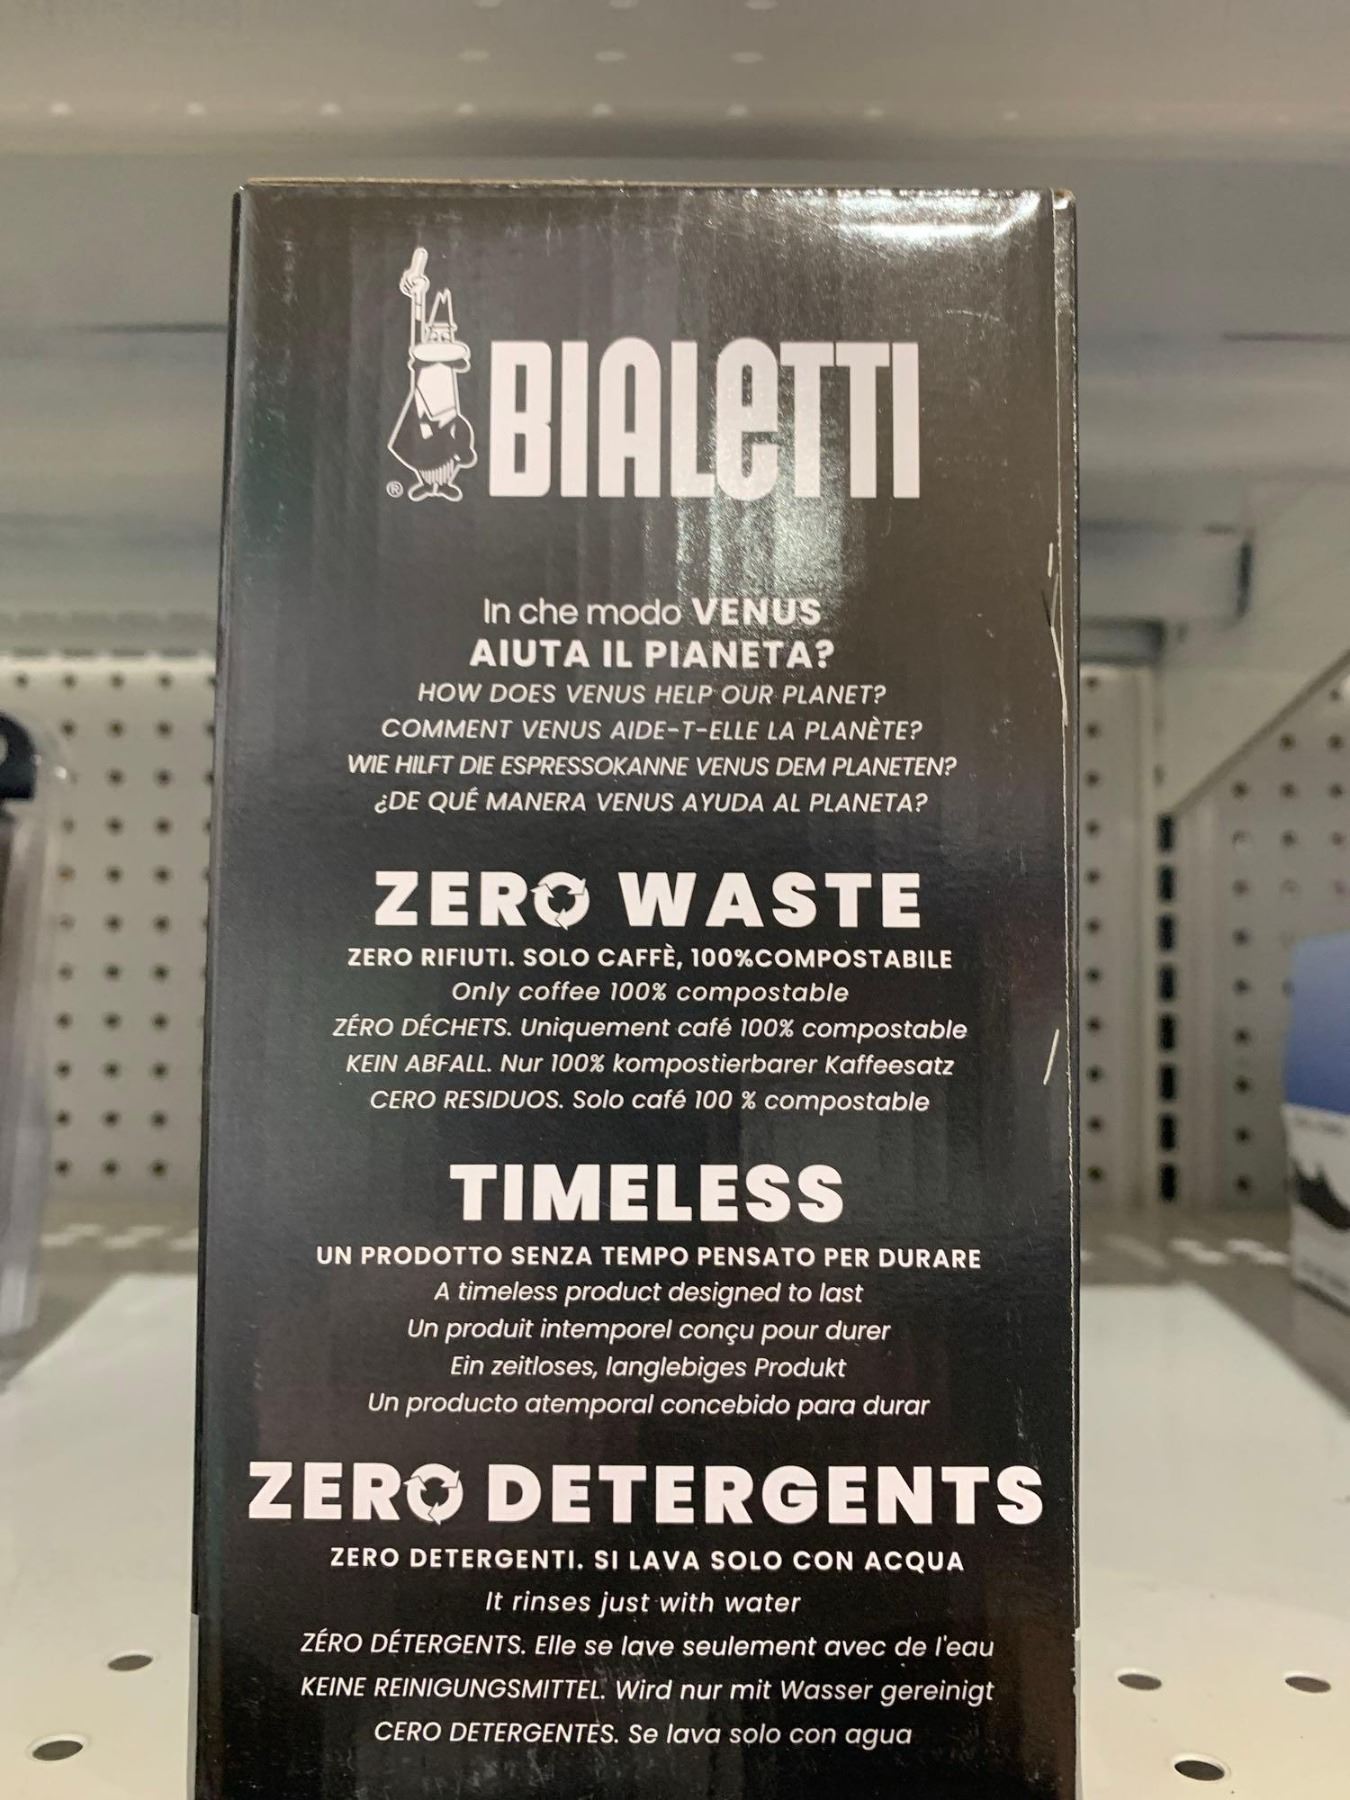 BIALETTI
®
In che modo VENUS
AIUTA IL PIANETA?
HOW DOES VENUS HELP OUR PLANET?
COMMENT VENUS AIDE-T-ELLE LA PLANÈTE?
WIE HILFT DIE ESPRESSOKANNE VENUS DEM PLANETEN?
¿DE QUÉ MANERA VENUS AYUDA AL PLANETA?
ZERO WASTE
ZERO RIFIUTI. SOLO CAFFÈ, 100%COMPOSTABILE
Only coffee 100% compostable
ZÉRO DÉCHETS. Uniquement café 100% compostable
KEIN ABFALL. Nur 100% kompostierbarer Kaffeesatz
CERO RESIDUOS. Solo café 100 % compostable
TIMELESS
UN PRODOTTO SENZA TEMPO PENSATO PER DURARE
A timeless product designed to last
Un produit intemporel conçu pour durer
Ein zeitloses, langlebiges Produkt
Un producto atemporal concebido para durar
ZERO DETERGENTS
ZERO DETERGENTI. SI LAVA SOLO CON ACQUA
It rinses just with water
ZÉRO DÉTERGENTS. Elle se lave seulement avec de l'eau
KEINE REINIGUNGSMITTEL. Wird nur mit Wasser gereinigt
CERO DETERGENTES. Se lava solo con agua